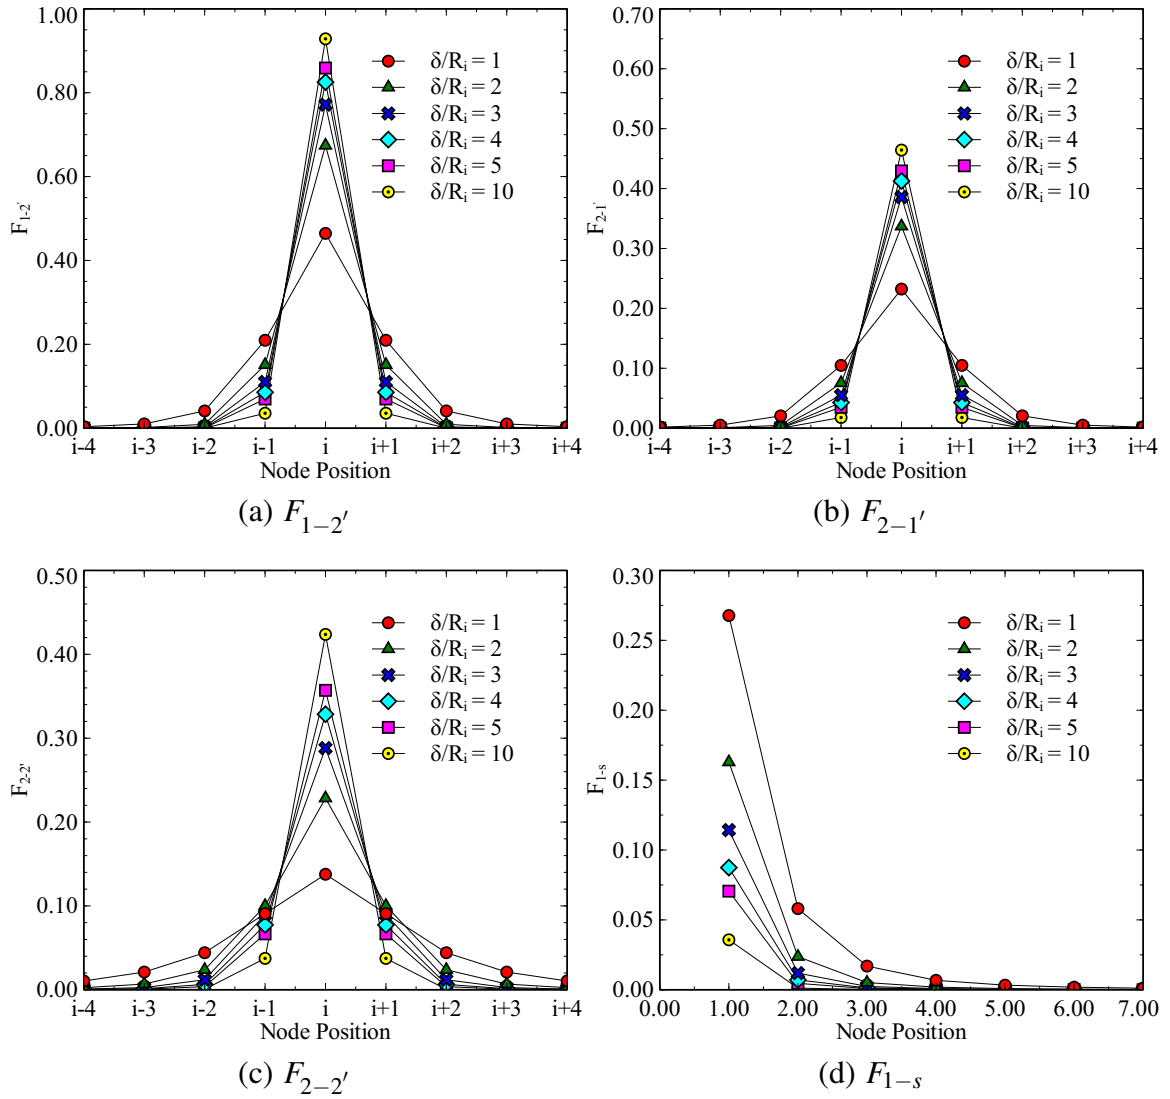 1.00
0.80
0.60
0.40
0.20
0.00
F1-2'
δ/Ri = 1
δ/Ri = 2
δ/Ri = 3
δ/Ri = 4
δ/Ri = 5
δ/Ri = 10
i-4 i-3 i-2 i-1 i i+1 i+2 i+3 i+4
Node Position
(a) F1−2′
0.70
0.60
0.50
0.40
0.30
0.20
0.10
0.00
F2-1'
δ/Ri = 1
δ/Ri = 2
δ/Ri = 3
δ/Ri = 4
δ/Ri = 5
δ/Ri = 10
i-4 i-3 i-2 i-1 i i+1 i+2 i+3 i+4
Node Position
(b) F2−1′
0.50
0.40
0.30
0.20
0.10
0.00
F2-2'
δ/Ri = 1
δ/Ri = 2
δ/Ri = 3
δ/Ri = 4
δ/Ri = 5
δ/Ri = 10
i-4 i-3 i-2 i-1 i i+1 i+2 i+3 i+4
Node Position
(c) F2−2′
0.30
0.25
0.20
0.15
0.10
0.05
0.00
F1-s
δ/Ri = 1
δ/Ri = 2
δ/Ri = 3
δ/Ri = 4
δ/Ri = 5
δ/Ri = 10
0.00 1.00 2.00 3.00 4.00 5.00 6.00 7.00
Node Position
(d) F1−s